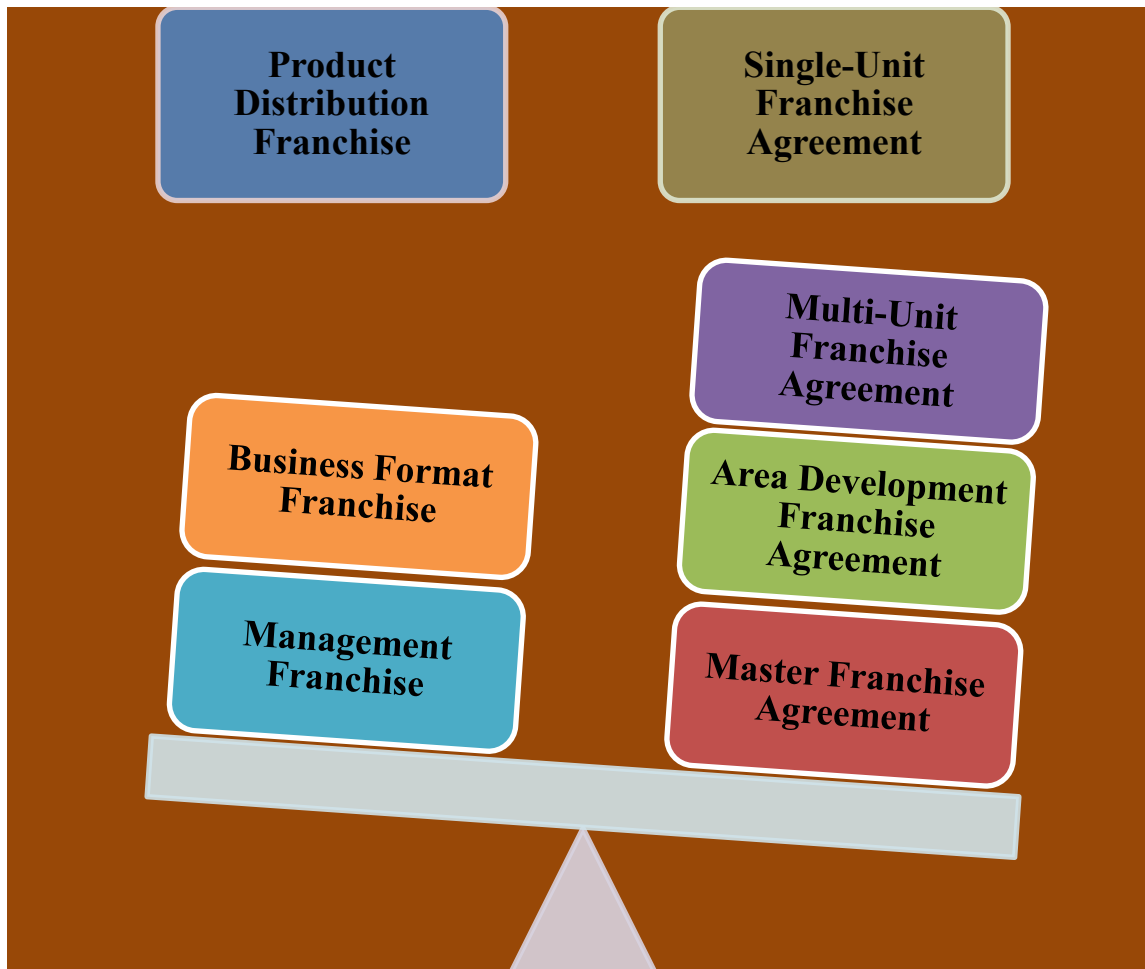 Product
Distribution
Franchise
Single-Unit
Franchise
Agreement
Multi-Unit
Franchise
Agreement
Business Format
Franchise
Area Development
Franchise
Agreement
Management
Franchise
Master Franchise
Agreement